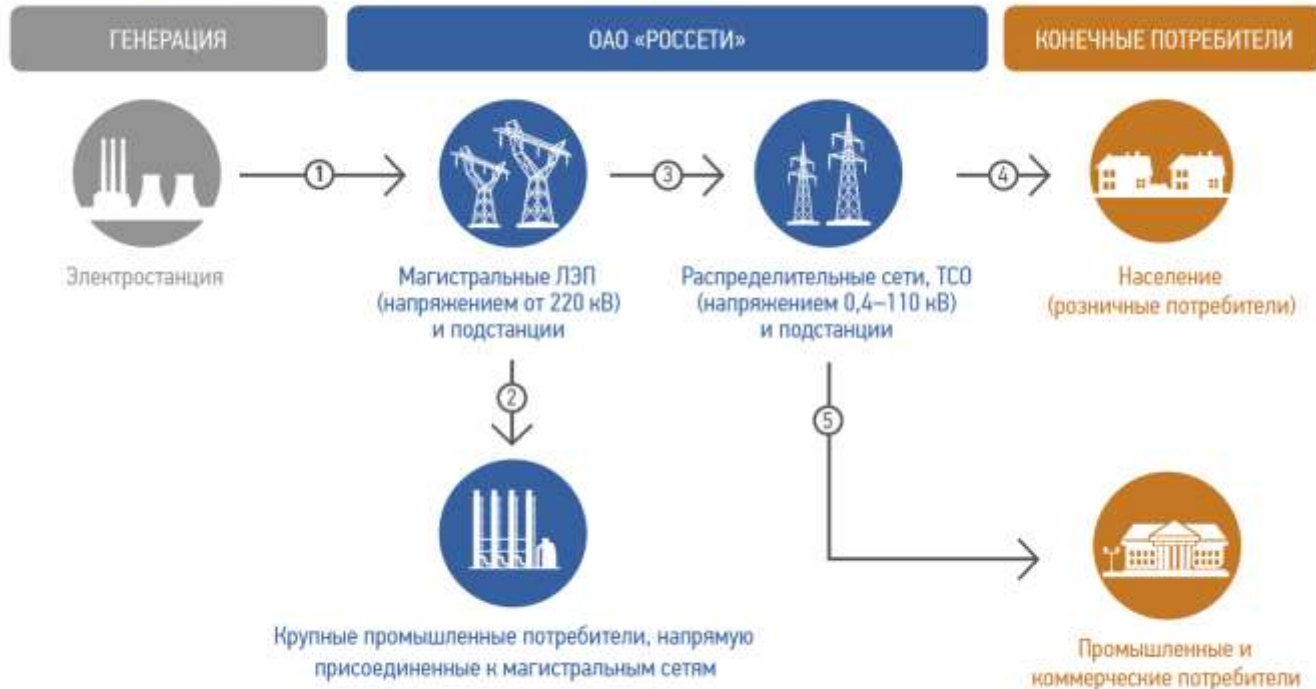 ГЕНЕРАЦИЯ
ОАО «РОССЕТИ»
КОНЕЧНЫЕ ПОТРЕБИТЕЛИ
1
3
4
Электростанция
Магистральные ЛЭП
(напряжением от 220 кВ)
и подстанции
Распределительные сети, ТСО
(напряжением 0,4–110 кВ)
и подстанции
Население
(розничные потребители)
2
5
Крупные промышленные потребители, напрямую
присоединенные к магистральным сетям
Промышленные и
коммерческие потребители